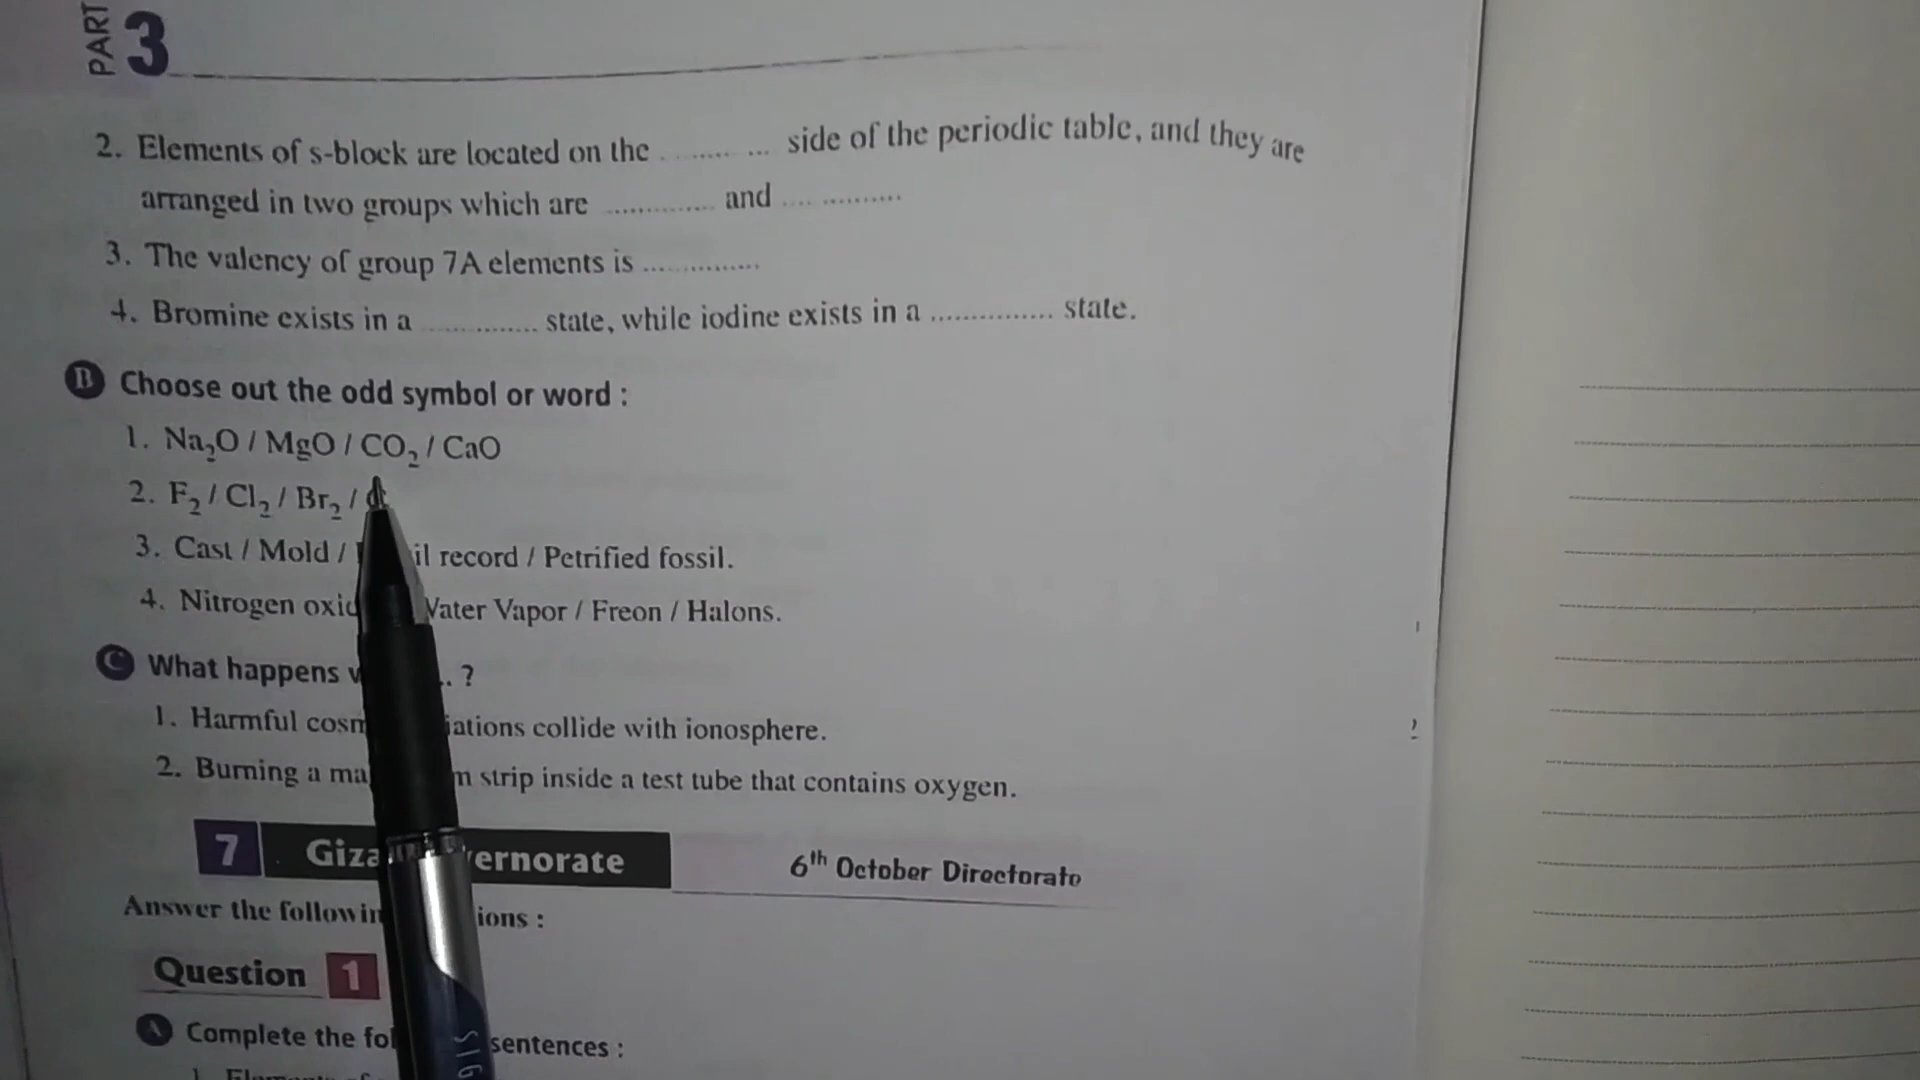 PART 3
2. Elements of s-block are located on the ............ side of the periodic table, and they are
arranged in two groups which are .............. and ..............
3. The valency of group 7A elements is ..............
4. Bromine exists in a .............. state, while iodine exists in a .............. state.
B Choose out the odd symbol or word :
1. Na₂O / MgO / CO₂ / CaO
2. F₂ / Cl₂ / Br₂ /
3. Cast / Mold / il record / Petrified fossil.
4. Nitrogen oxid Water Vapor / Freon / Halons.
C What happens w .. ?
1. Harmful cosm iations collide with ionosphere.
2. Burning a ma m strip inside a test tube that contains oxygen.
7 Giza vernorate 6th October Directorate
Answer the followin ions :
Question 1
A Complete the fol sentences :
1.
SIG